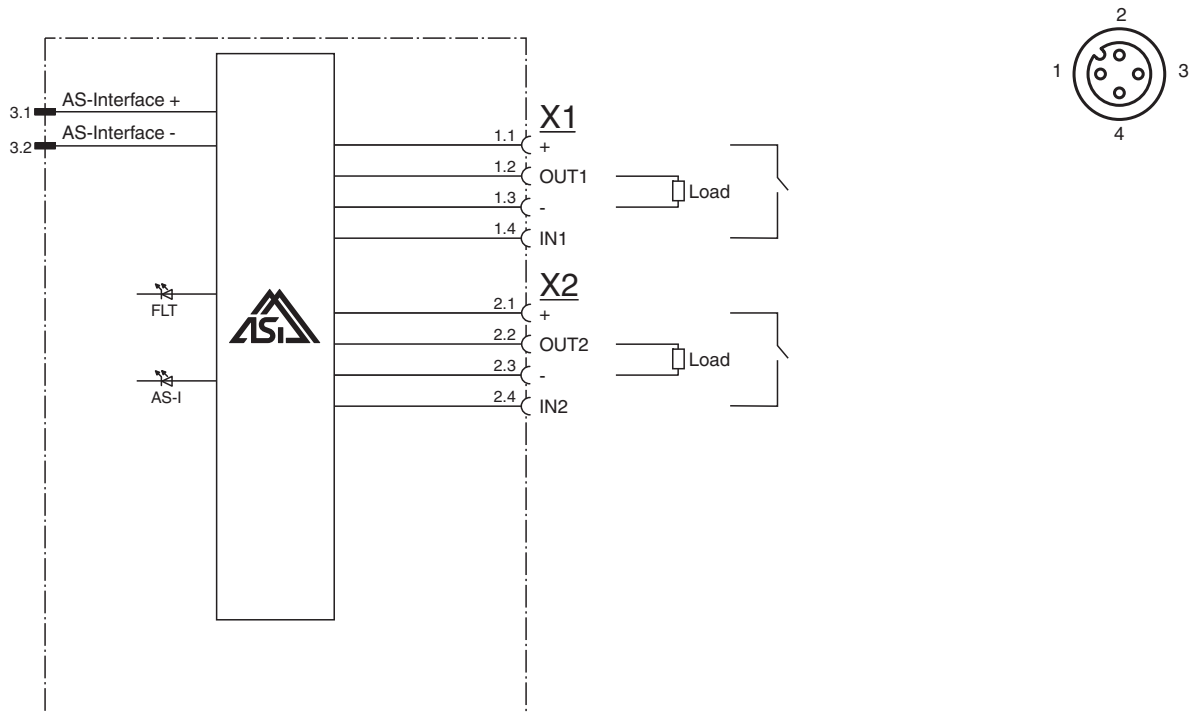 2
1
3
4
3.1
AS-Interface +
3.2
AS-Interface -
X1
1.1
+
1.2
OUT1
1.3
-
1.4
IN1
Load
FLT
AS-I
ASi
X2
2.1
+
2.2
OUT2
2.3
-
2.4
IN2
Load